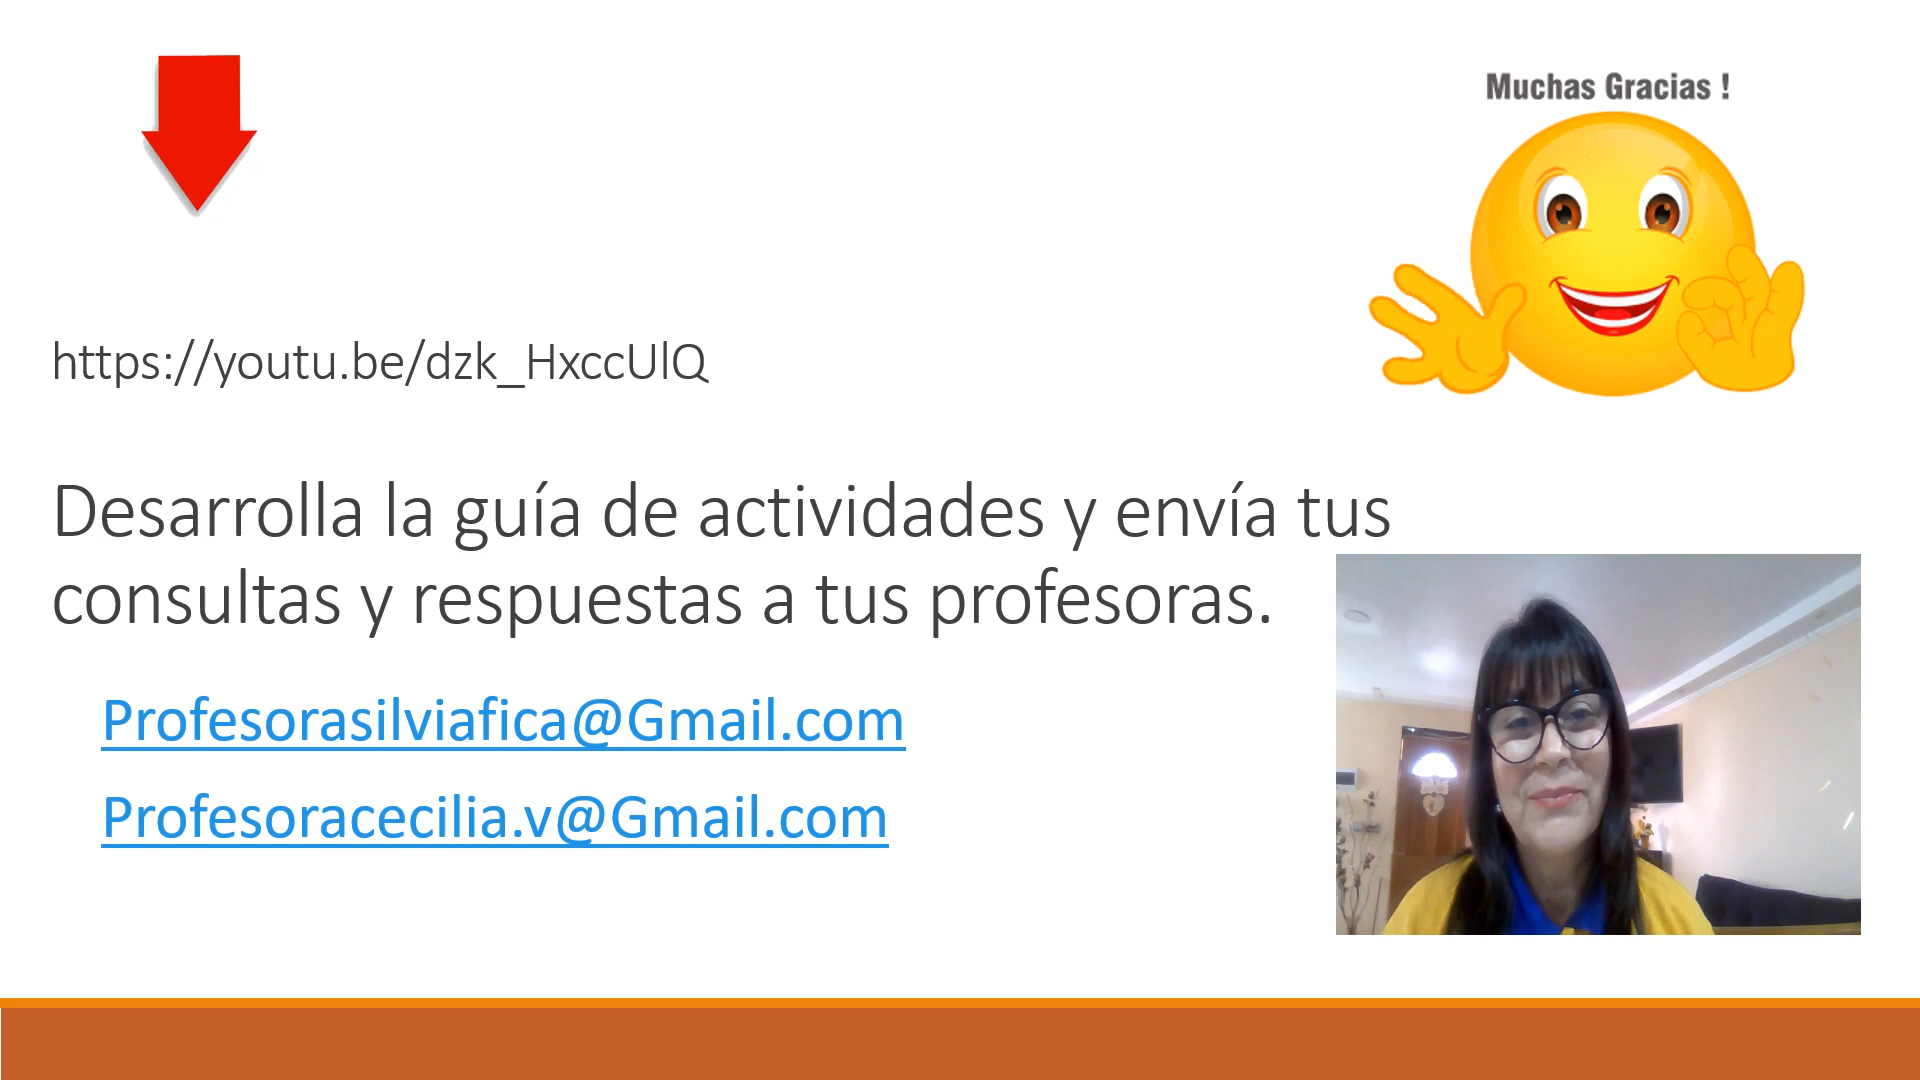 Muchas Gracias !
https://youtu.be/dzk_HxccUlQ
Desarrolla la guía de actividades y envía tus
consultas y respuestas a tus profesoras.
Profesorasilviafica@Gmail.com
Profesoracecilia.v@Gmail.com